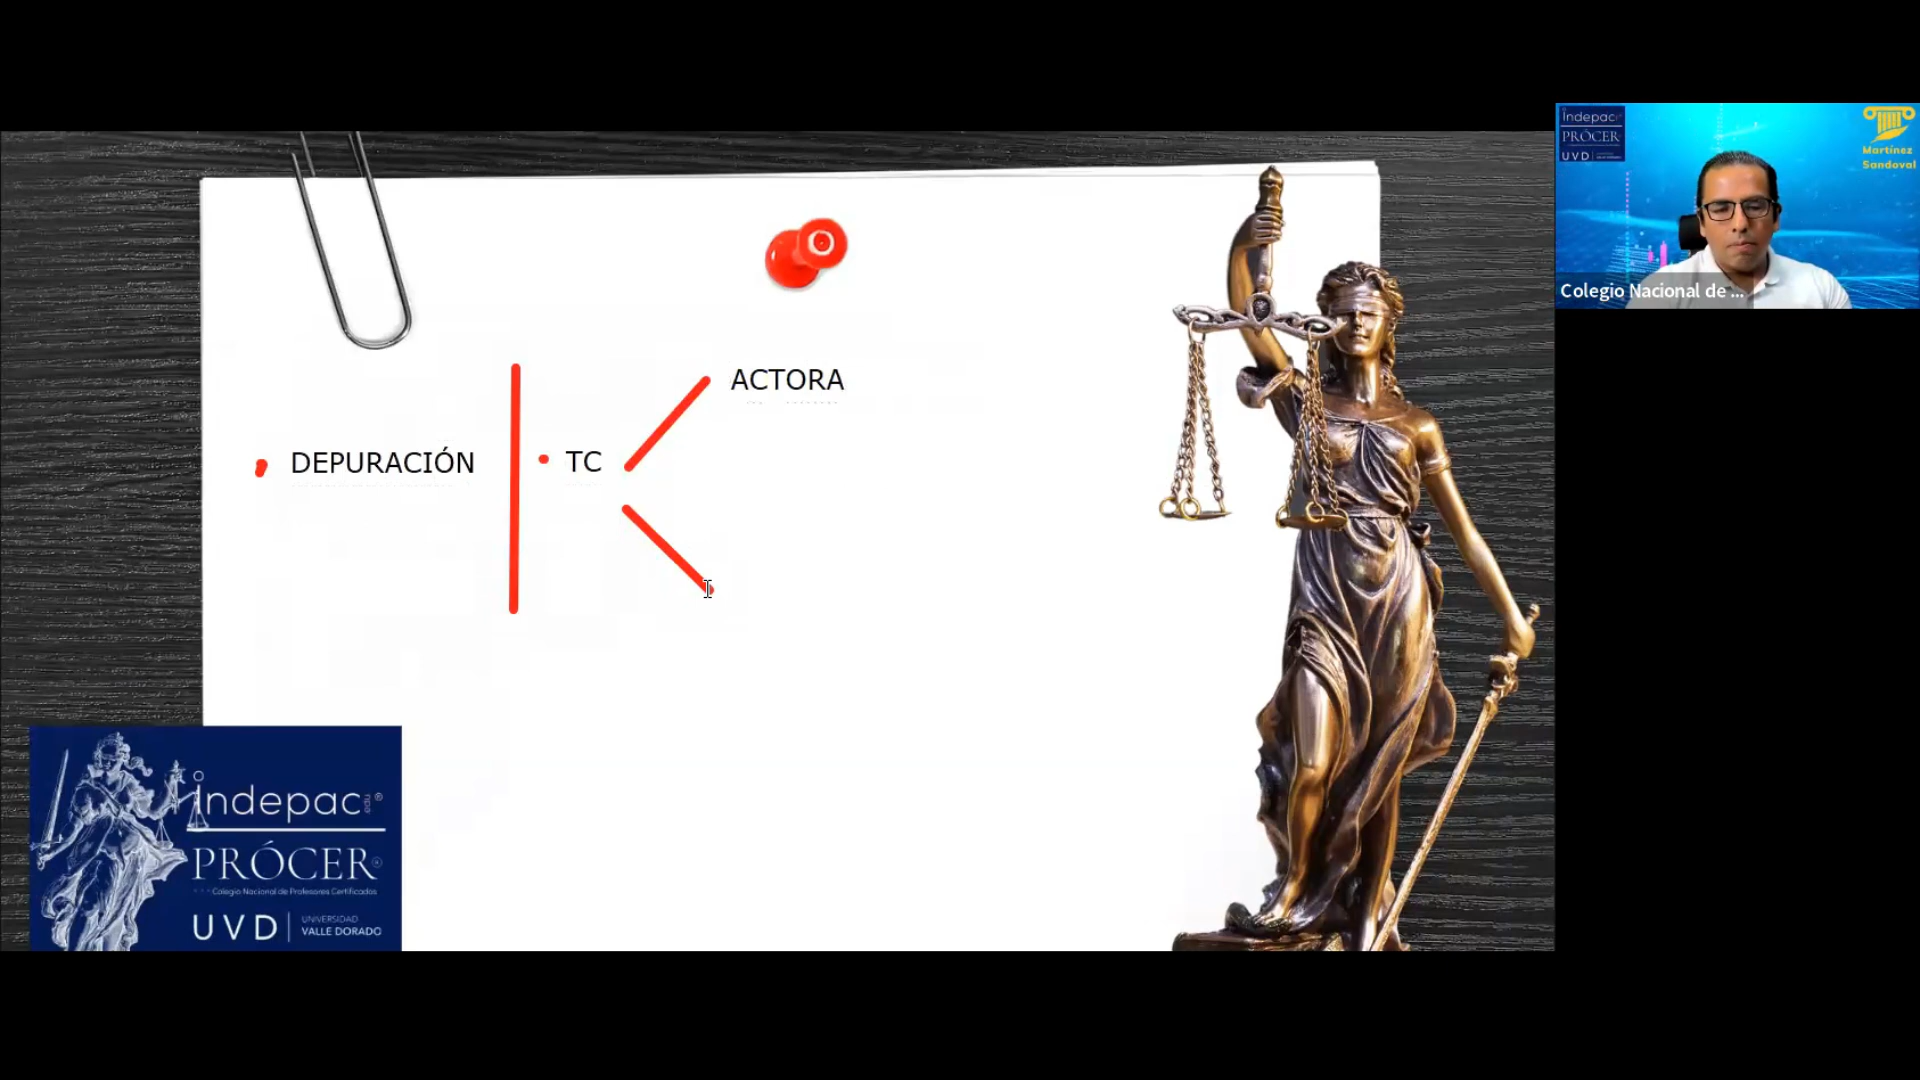 ACTORA
DEPURACIÓN
TC
indepac
PRÓCER
Colegio Nacional de Profesores Certificados
UVD
UNIVERSIDAD
VALLE DORADO
indepac
PRÓCER
UVD
Martínez
Sandoval
Colegio Nacional de ...